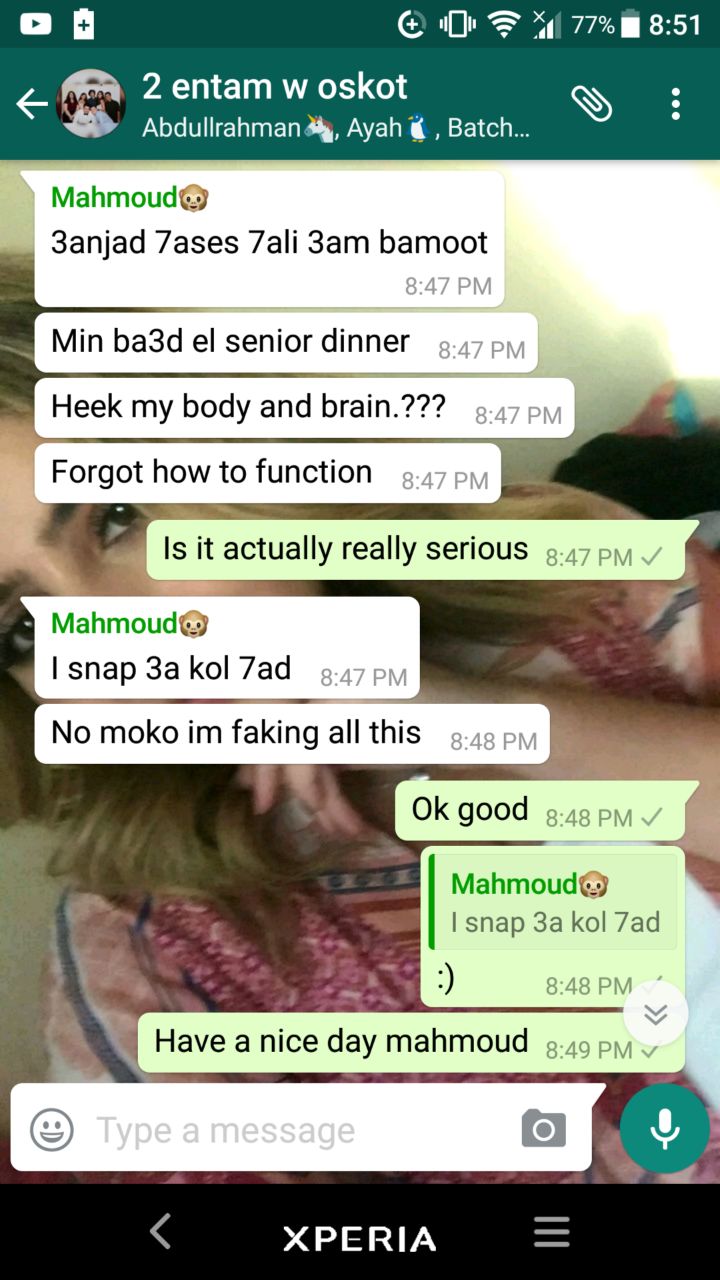 77% 8:51
2 entam w oskot
Abdullrahman🦄, Ayah🐧, Batch...
Mahmoud🐵
3anjad 7ases 7ali 3am bamoot
8:47 PM
Min ba3d el senior dinner 8:47 PM
Heek my body and brain.??? 8:47 PM
Forgot how to function 8:47 PM
Is it actually really serious 8:47 PM
Mahmoud🐵
I snap 3a kol 7ad 8:47 PM
No moko im faking all this 8:48 PM
Ok good 8:48 PM
Mahmoud🐵
I snap 3a kol 7ad
:) 8:48 PM
Have a nice day mahmoud 8:49 PM
Type a message
XPERIA